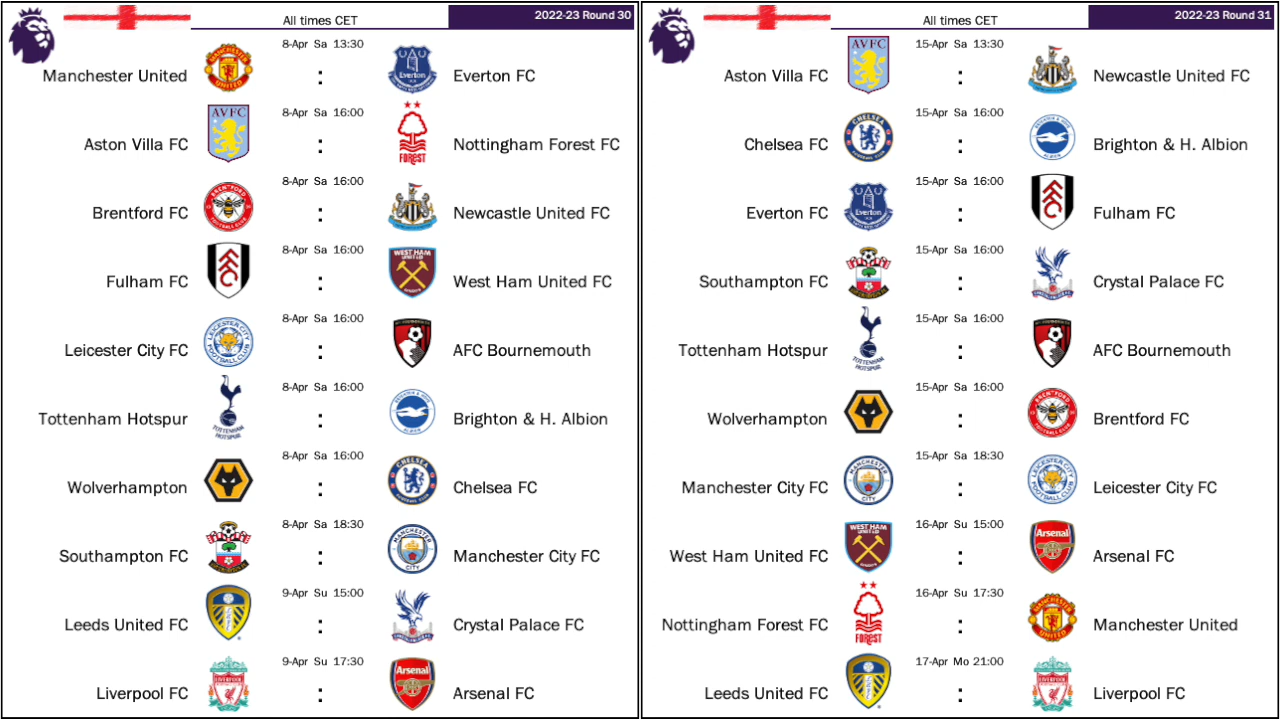 All times CET
2022-23 Round 30
8-Apr Sa 13:30
Manchester United : Everton FC
8-Apr Sa 16:00
Aston Villa FC : Nottingham Forest FC
8-Apr Sa 16:00
Brentford FC : Newcastle United FC
8-Apr Sa 16:00
Fulham FC : West Ham United FC
8-Apr Sa 16:00
Leicester City FC : AFC Bournemouth
8-Apr Sa 16:00
Tottenham Hotspur : Brighton & H. Albion
8-Apr Sa 16:00
Wolverhampton : Chelsea FC
8-Apr Sa 18:30
Southampton FC : Manchester City FC
9-Apr Su 15:00
Leeds United FC : Crystal Palace FC
9-Apr Su 17:30
Liverpool FC : Arsenal FC
All times CET
2022-23 Round 31
15-Apr Sa 13:30
Aston Villa FC : Newcastle United FC
15-Apr Sa 16:00
Chelsea FC : Brighton & H. Albion
15-Apr Sa 16:00
Everton FC : Fulham FC
15-Apr Sa 16:00
Southampton FC : Crystal Palace FC
15-Apr Sa 16:00
Tottenham Hotspur : AFC Bournemouth
15-Apr Sa 16:00
Wolverhampton : Brentford FC
15-Apr Sa 18:30
Manchester City FC : Leicester City FC
16-Apr Su 15:00
West Ham United FC : Arsenal FC
16-Apr Su 17:30
Nottingham Forest FC : Manchester United
17-Apr Mo 21:00
Leeds United FC : Liverpool FC